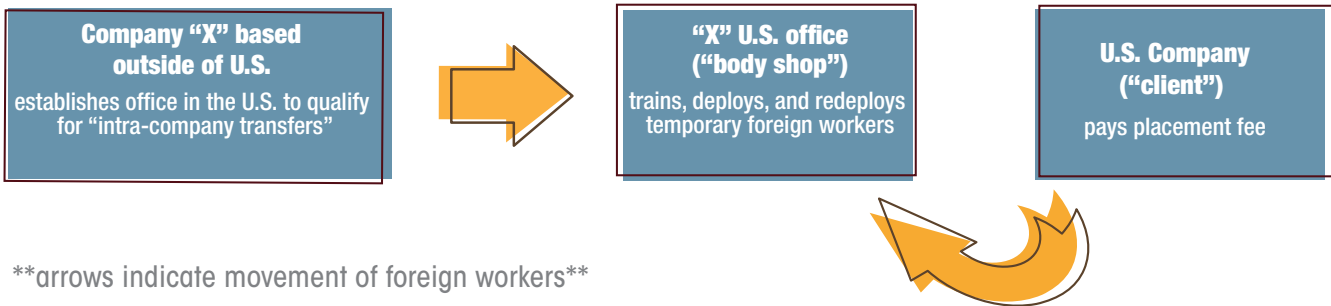 Company “X” based
outside of U.S.
establishes office in the U.S. to qualify
for “intra-company transfers”
“X” U.S. office
(“body shop”)
trains, deploys, and redeploys
temporary foreign workers
U.S. Company
(“client”)
pays placement fee
**arrows indicate movement of foreign workers**